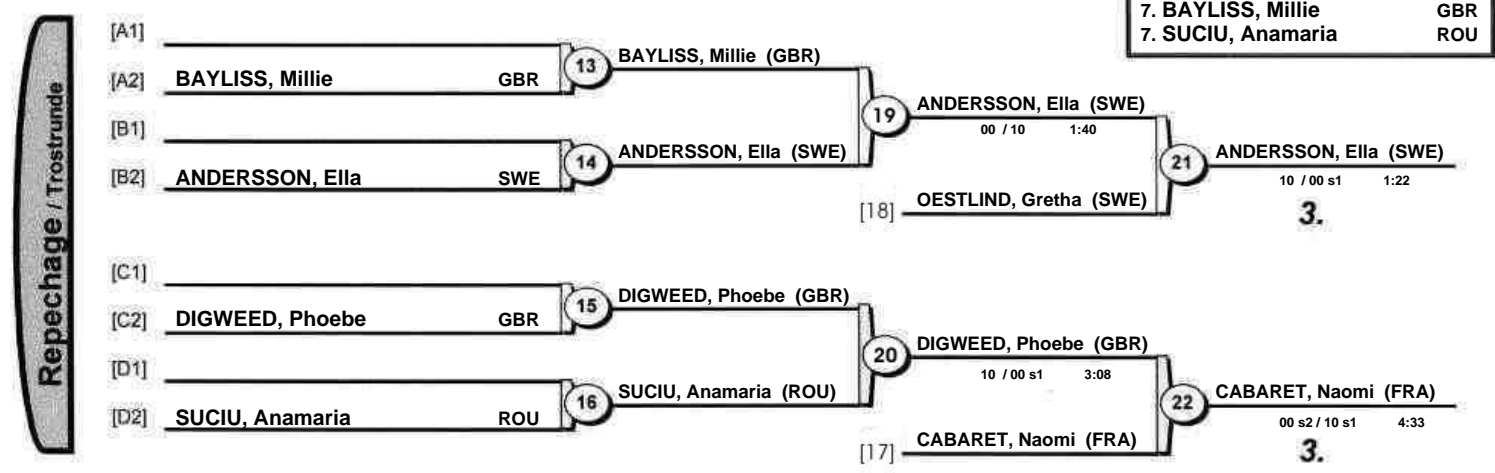 7. BAYLISS, Millie GBR
7. SUCIU, Anamaria ROU
Repechage / Trostrunde
[A1]
[A2] BAYLISS, Millie GBR
13
BAYLISS, Millie (GBR)
[B1]
[B2] ANDERSSON, Ella SWE
14
ANDERSSON, Ella (SWE)
19
ANDERSSON, Ella (SWE)
00 / 10 1:40
[18] OESTLIND, Gretha (SWE)
21
ANDERSSON, Ella (SWE)
10 / 00 s1 1:22
3.
[C1]
[C2] DIGWEED, Phoebe GBR
15
DIGWEED, Phoebe (GBR)
[D1]
[D2] SUCIU, Anamaria ROU
16
SUCIU, Anamaria (ROU)
20
DIGWEED, Phoebe (GBR)
10 / 00 s1 3:08
[17] CABARET, Naomi (FRA)
22
CABARET, Naomi (FRA)
00 s2 / 10 s1 4:33
3.